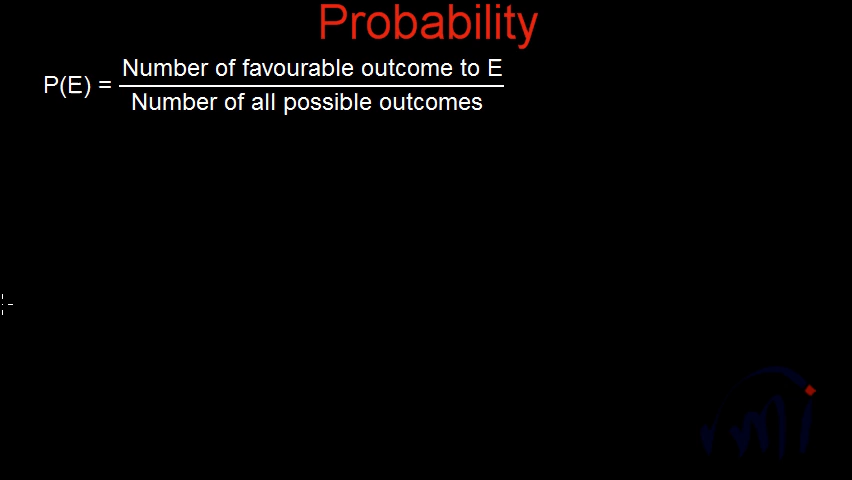 Probability
P(E) = Number of favourable outcome to E
Number of all possible outcomes